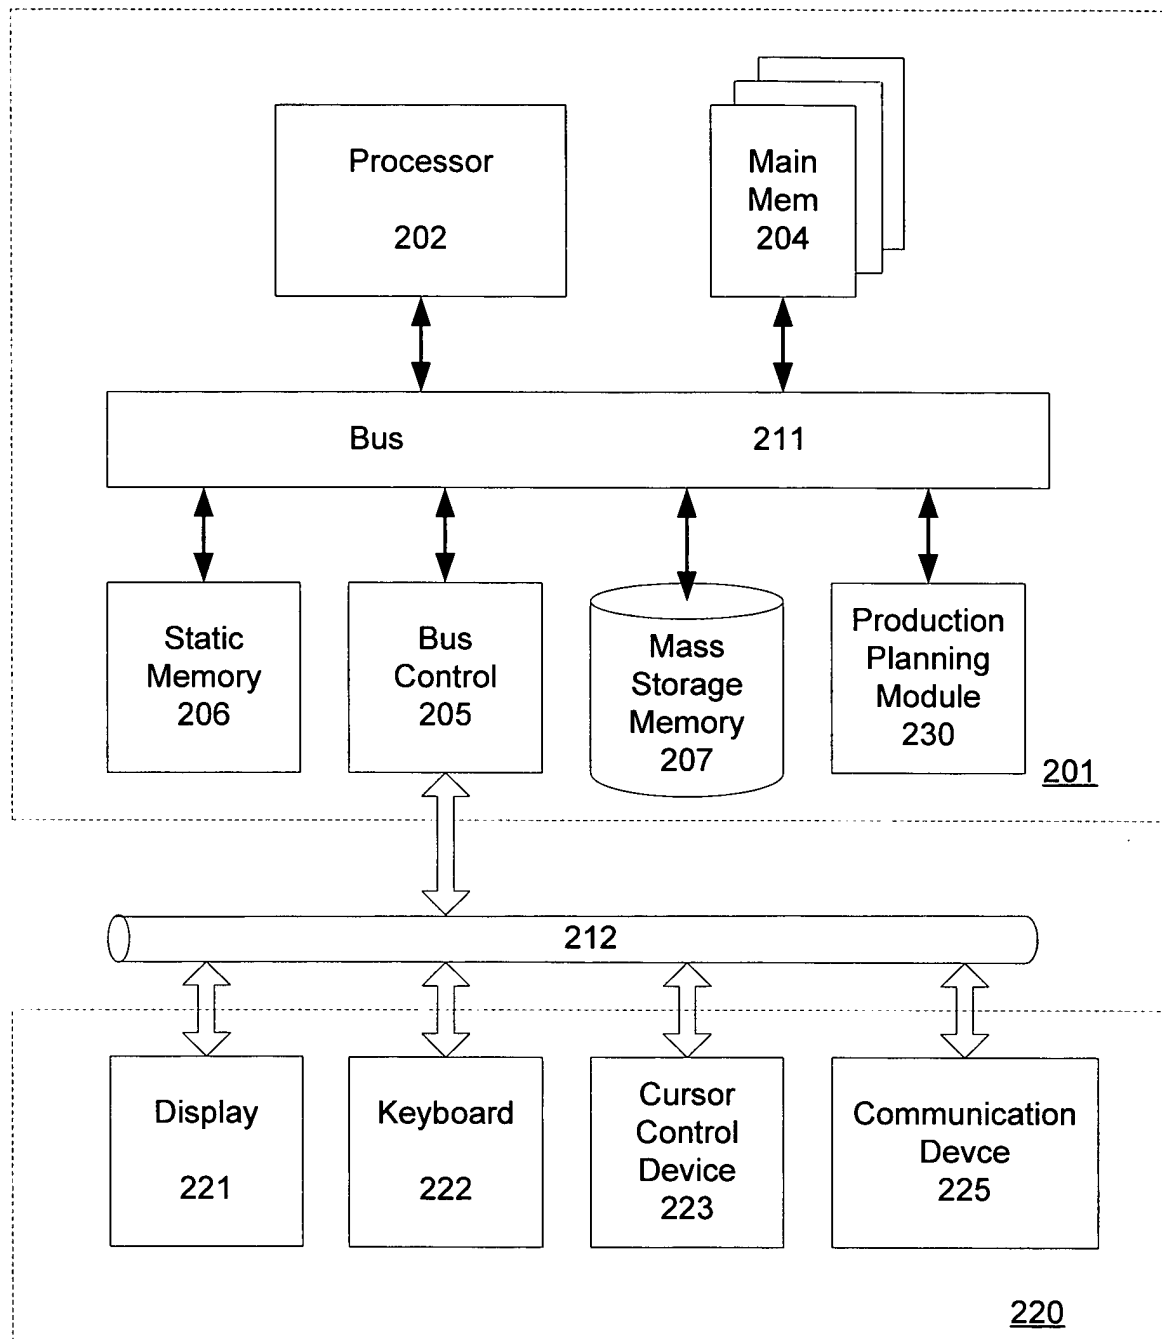 Processor
202
Main
Mem
204
Bus 211
Static
Memory
206
Bus
Control
205
Mass
Storage
Memory
207
Production
Planning
Module
230
201
212
Display
221
Keyboard
222
Cursor
Control
Device
223
Communication
Devce
225
220